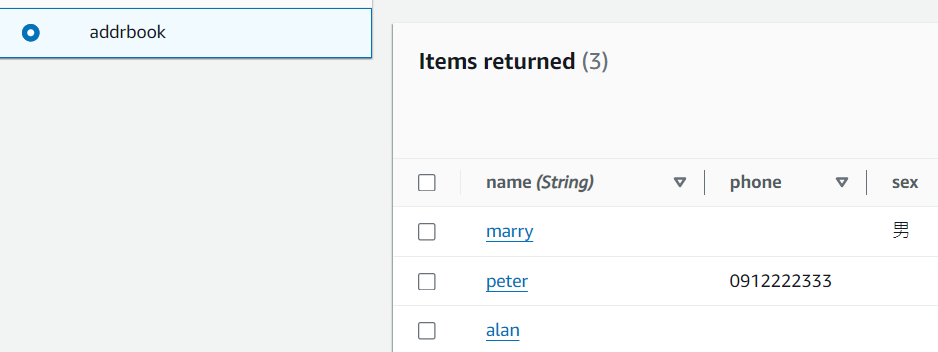 addrbook
Items returned (3)
name (String) phone sex
marry 男
peter 0912222333
alan